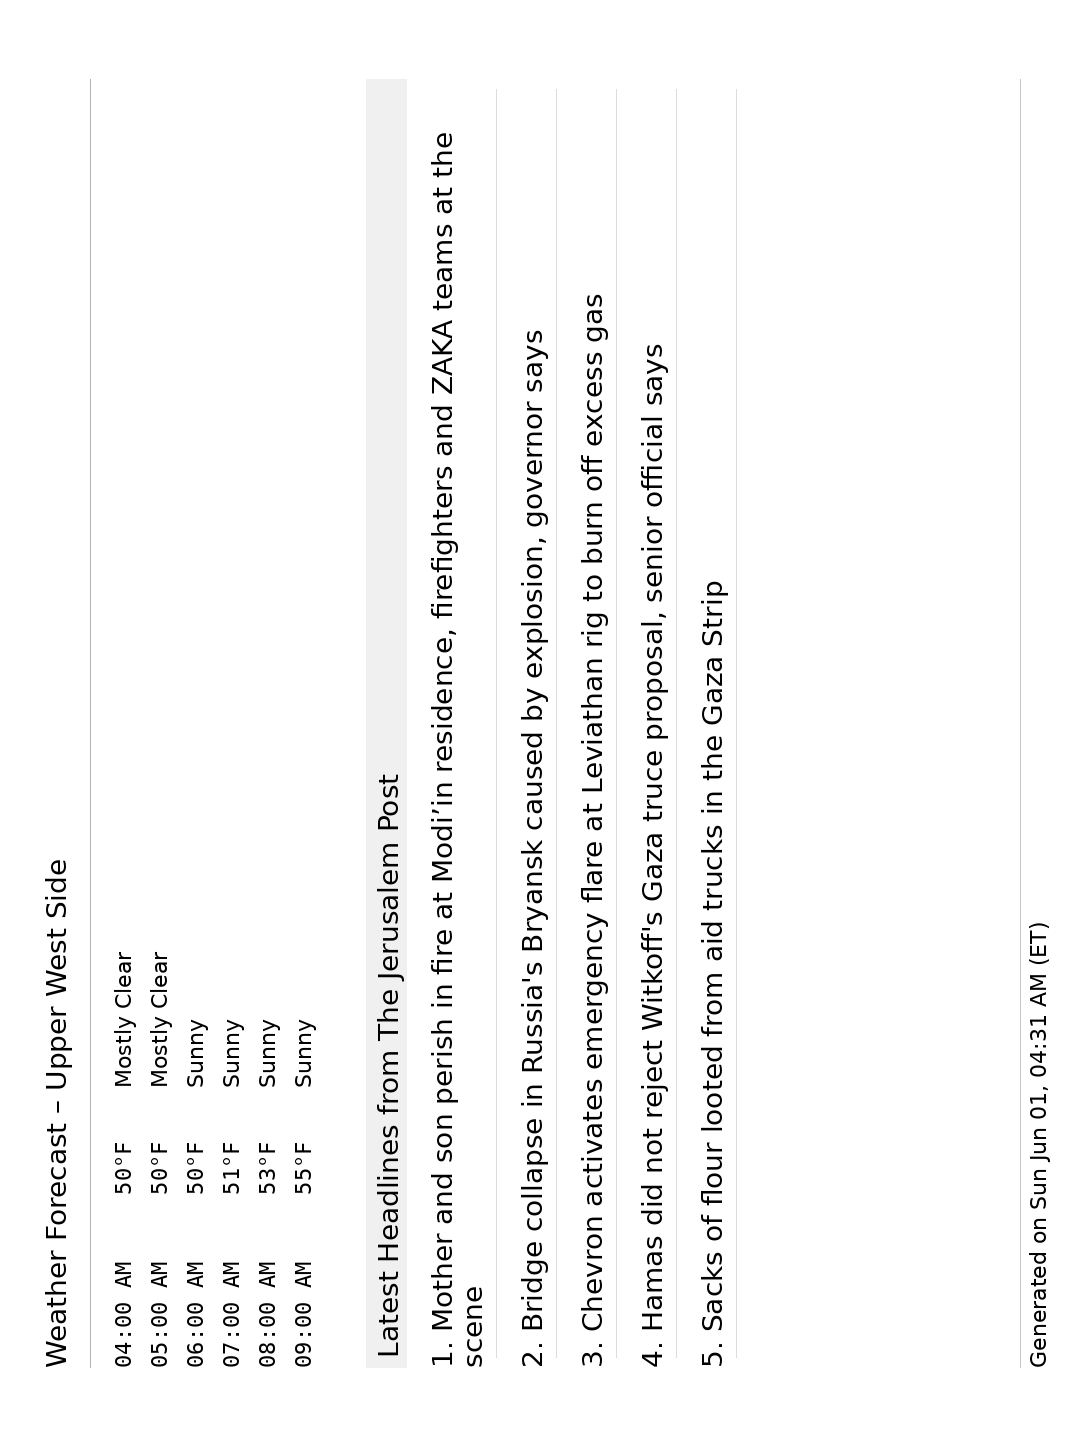 Weather Forecast – Upper West Side
04:00 AM 50°F Mostly Clear
05:00 AM 50°F Mostly Clear
06:00 AM 50°F Sunny
07:00 AM 51°F Sunny
08:00 AM 53°F Sunny
09:00 AM 55°F Sunny
Latest Headlines from The Jerusalem Post
1. Mother and son perish in fire at Modi’in residence, firefighters and ZAKA teams at the
scene
2. Bridge collapse in Russia's Bryansk caused by explosion, governor says
3. Chevron activates emergency flare at Leviathan rig to burn off excess gas
4. Hamas did not reject Witkoff's Gaza truce proposal, senior official says
5. Sacks of flour looted from aid trucks in the Gaza Strip
Generated on Sun Jun 01, 04:31 AM (ET)